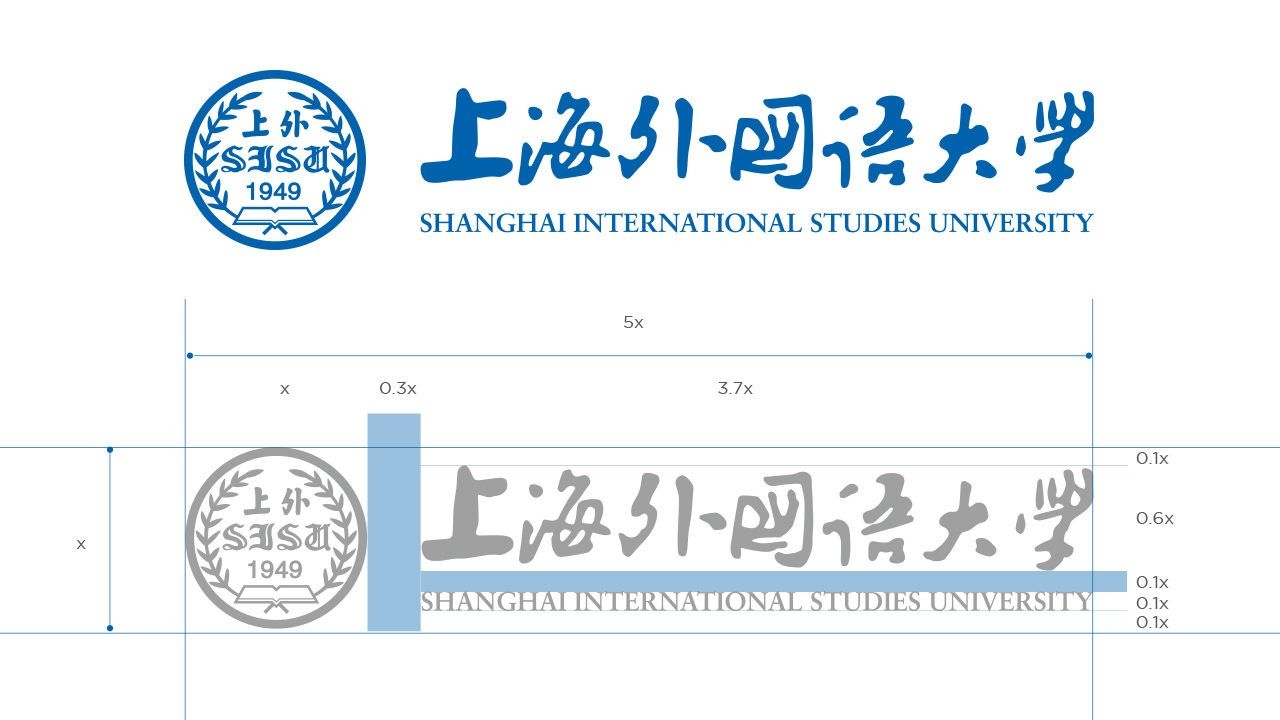 上外
SISU
1949
上海外国语大学
SHANGHAI INTERNATIONAL STUDIES UNIVERSITY
5x
x
0.3x
3.7x
x
上外
SISU
1949
上海外国语大学
SHANGHAI INTERNATIONAL STUDIES UNIVERSITY
0.1x
0.6x
0.1x
0.1x
0.1x